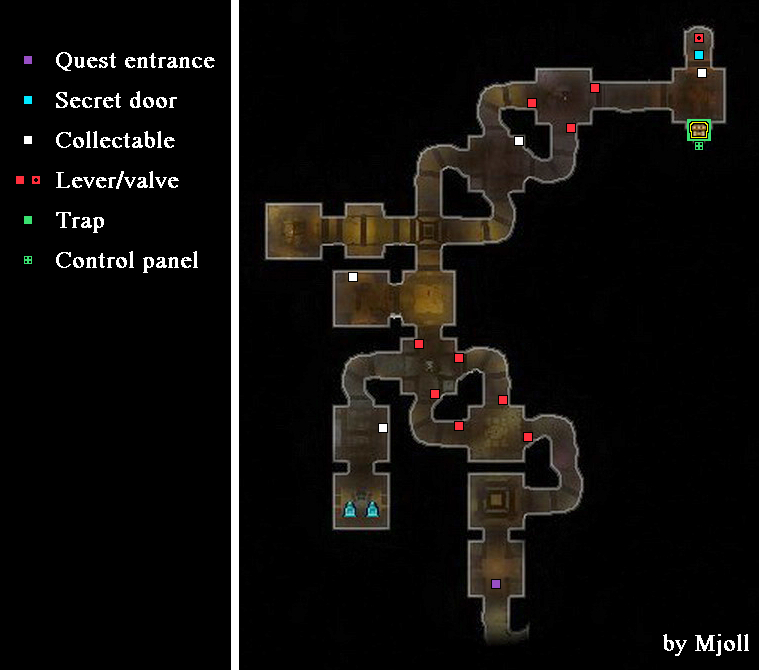 Quest entrance
Secret door
Collectable
Lever/valve
Trap
Control panel
by Mjoll